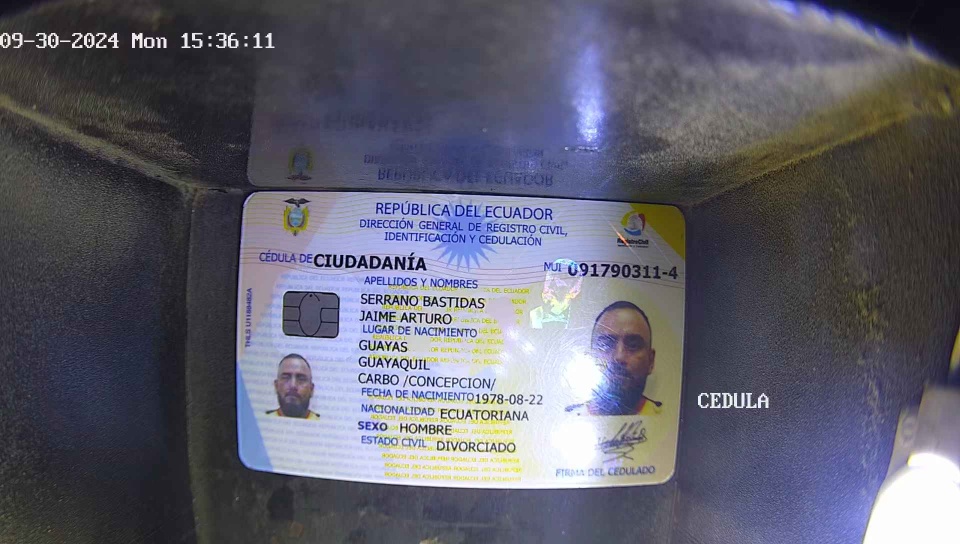 09-30-2024 Mon 15:36:11
REPÚBLICA DEL ECUADOR
DIRECCIÓN GENERAL DE REGISTRO CIVIL,
IDENTIFICACIÓN Y CEDULACIÓN
CÉDULA DE CIUDADANÍA
NUI 091790311-4
APELLIDOS Y NOMBRES
SERRANO BASTIDAS
JAIME ARTURO
LUGAR DE NACIMIENTO
GUAYAS
GUAYAQUIL
CARBO /CONCEPCION/
FECHA DE NACIMIENTO 1978-08-22
NACIONALIDAD ECUATORIANA
SEXO HOMBRE
ESTADO CIVIL DIVORCIADO
FIRMA DEL CEDULADO
CEDULA